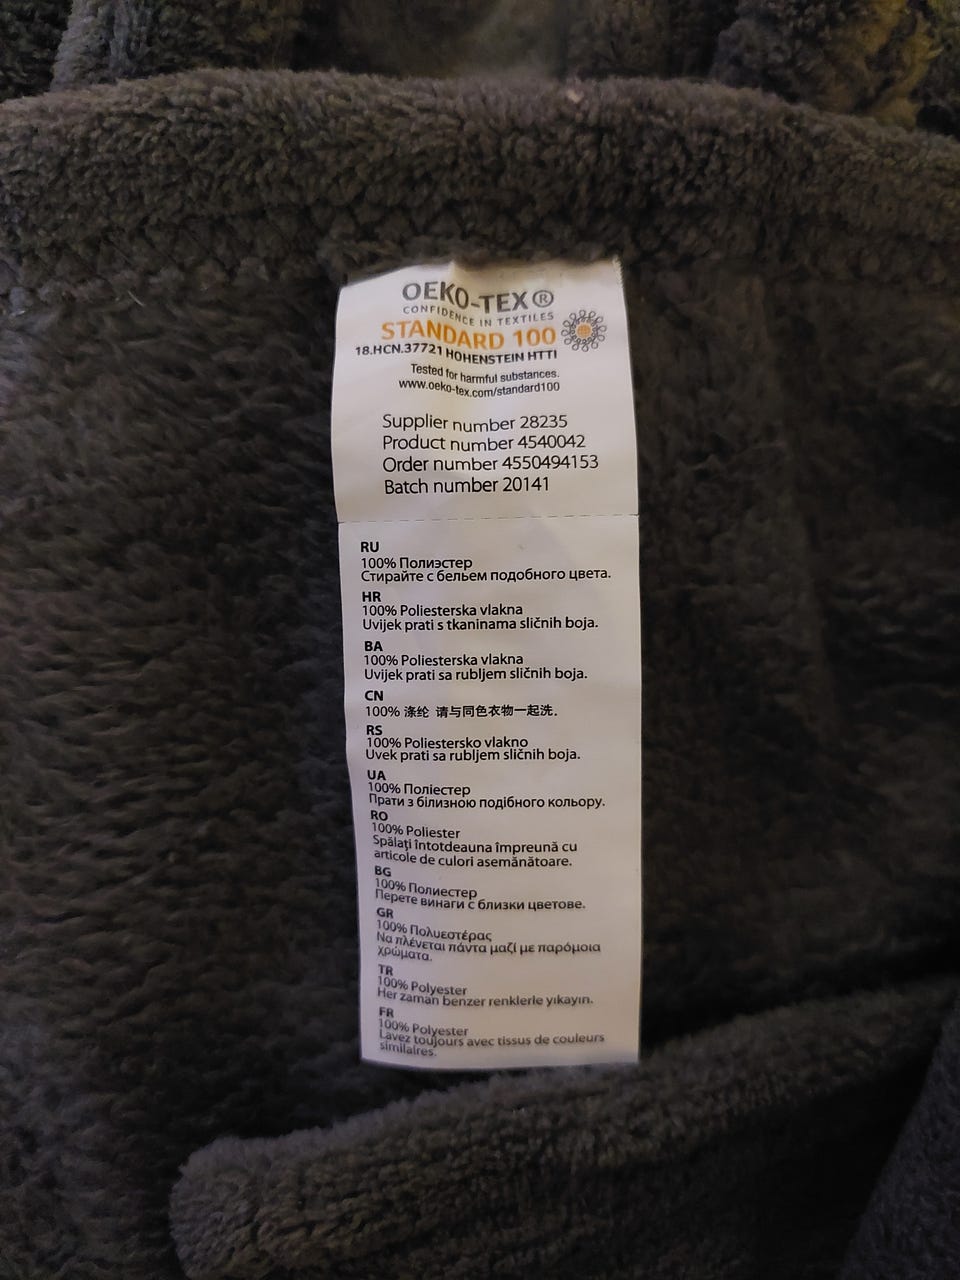 OEKO-TEX®
CONFIDENCE IN TEXTILES
STANDARD 100
18.HCN.37721 HOHENSTEIN HTTI
Tested for harmful substances.
www.oeko-tex.com/standard100
Supplier number 28235
Product number 4540042
Order number 4550494153
Batch number 20141
RU
100% Полиэстер
Стирайте с бельем подобного цвета.
HR
100% Poliesterska vlakna
Uvijek prati s tkaninama sličnih boja.
BA
100% Poliesterska vlakna
Uvijek prati sa rubljem sličnih boja.
CN
100% 涤纶 请与同色衣物一起洗.
RS
100% Poliestersko vlakno
Uvek prati sa rubljem sličnih boja.
UA
100% Поліестер
Прати з білизною подібного кольору.
RO
100% Poliester
Spălaţi întotdeauna împreună cu
articole de culori asemănătoare.
BG
100% Полиестер
Перете винаги с близки цветове.
GR
100% Πολυεστέρας
Να πλένεται πάντα μαζί με παρόμοια
χρώματα.
TR
100% Polyester
Her zaman benzer renklerle yıkayın.
FR
100% Polyester
Lavez toujours avec tissus de couleurs
similaires.